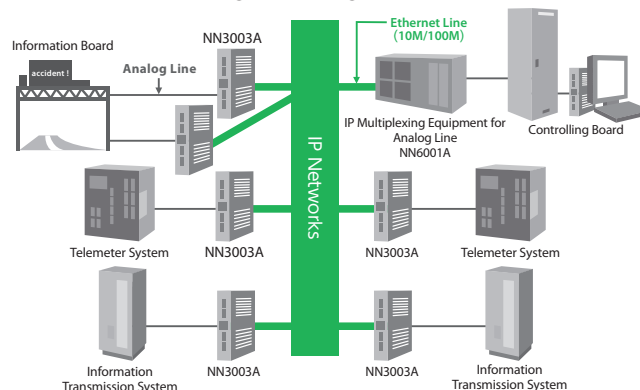 Information Board
accident !
Analog Line
NN3003A
Ethernet Line
(10M/100M)
IP Multiplexing Equipment for
Analog Line
NN6001A
Controlling Board
IP Networks
Telemeter System
NN3003A
NN3003A
Telemeter System
Information
Transmission System
NN3003A
NN3003A
Information
Transmission System